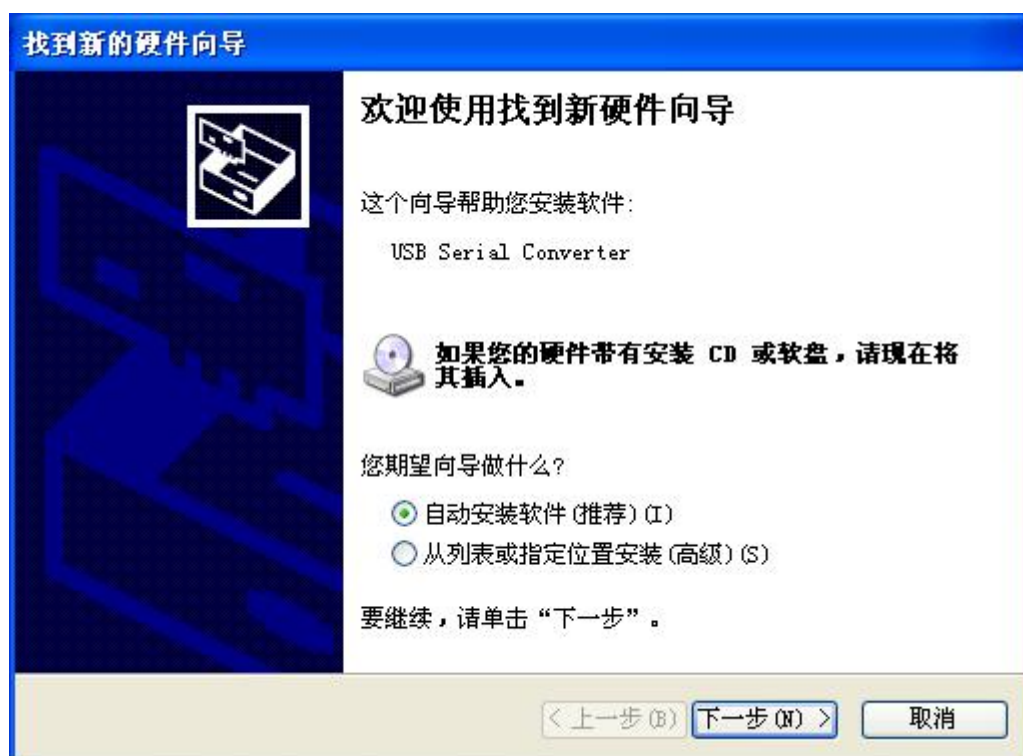 找到新的硬件向导
欢迎使用找到新硬件向导
这个向导帮助您安装软件:
USB Serial Converter
如果您的硬件带有安装 CD 或软盘，请现在将
其插入。
您期望向导做什么?
自动安装软件(推荐)(I)
从列表或指定位置安装(高级)(S)
要继续，请单击“下一步”。
< 上一步(B)
下一步(N) >
取消